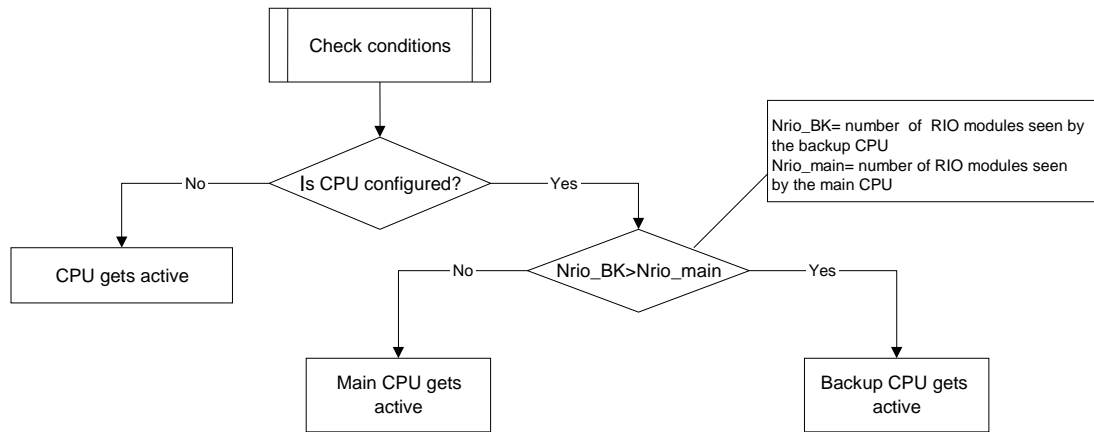 Check conditions
Nrio_BK= number of RIO modules seen by
the backup CPU
Nrio_main= number of RIO modules seen
by the main CPU
No
Is CPU configured?
Yes
CPU gets active
No
Nrio_BK>Nrio_main
Yes
Main CPU gets
active
Backup CPU gets
active